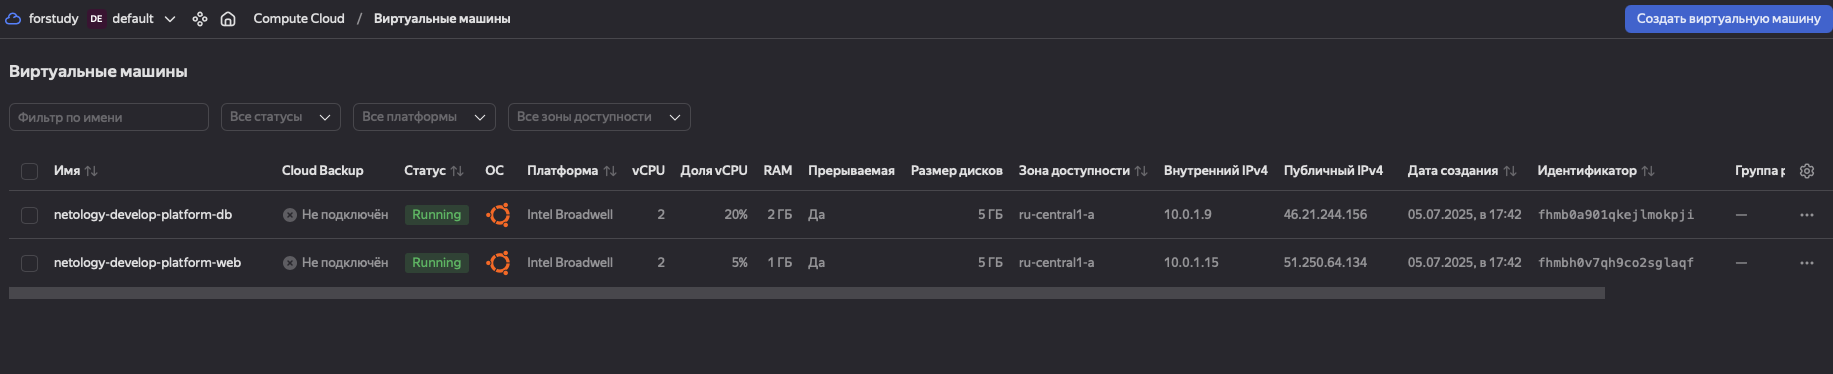 forstudy DE default Compute Cloud / Виртуальные машины Создать виртуальную машину
Виртуальные машины
Фильтр по имени Все статусы Все платформы Все зоны доступности
Имя Cloud Backup Статус ОС Платформа vCPU Доля vCPU RAM Прерываемая Размер дисков Зона доступности Внутренний IPv4 Публичный IPv4 Дата создания Идентификатор Группа р
netology-develop-platform-db Не подключён Running Intel Broadwell 2 20% 2 ГБ Да 5 ГБ ru-central1-a 10.0.1.9 46.21.244.156 05.07.2025, в 17:42 fhmb0a901qkejlmokpji —
netology-develop-platform-web Не подключён Running Intel Broadwell 2 5% 1 ГБ Да 5 ГБ ru-central1-a 10.0.1.15 51.250.64.134 05.07.2025, в 17:42 fhmbh0v7qh9co2sglaqf —